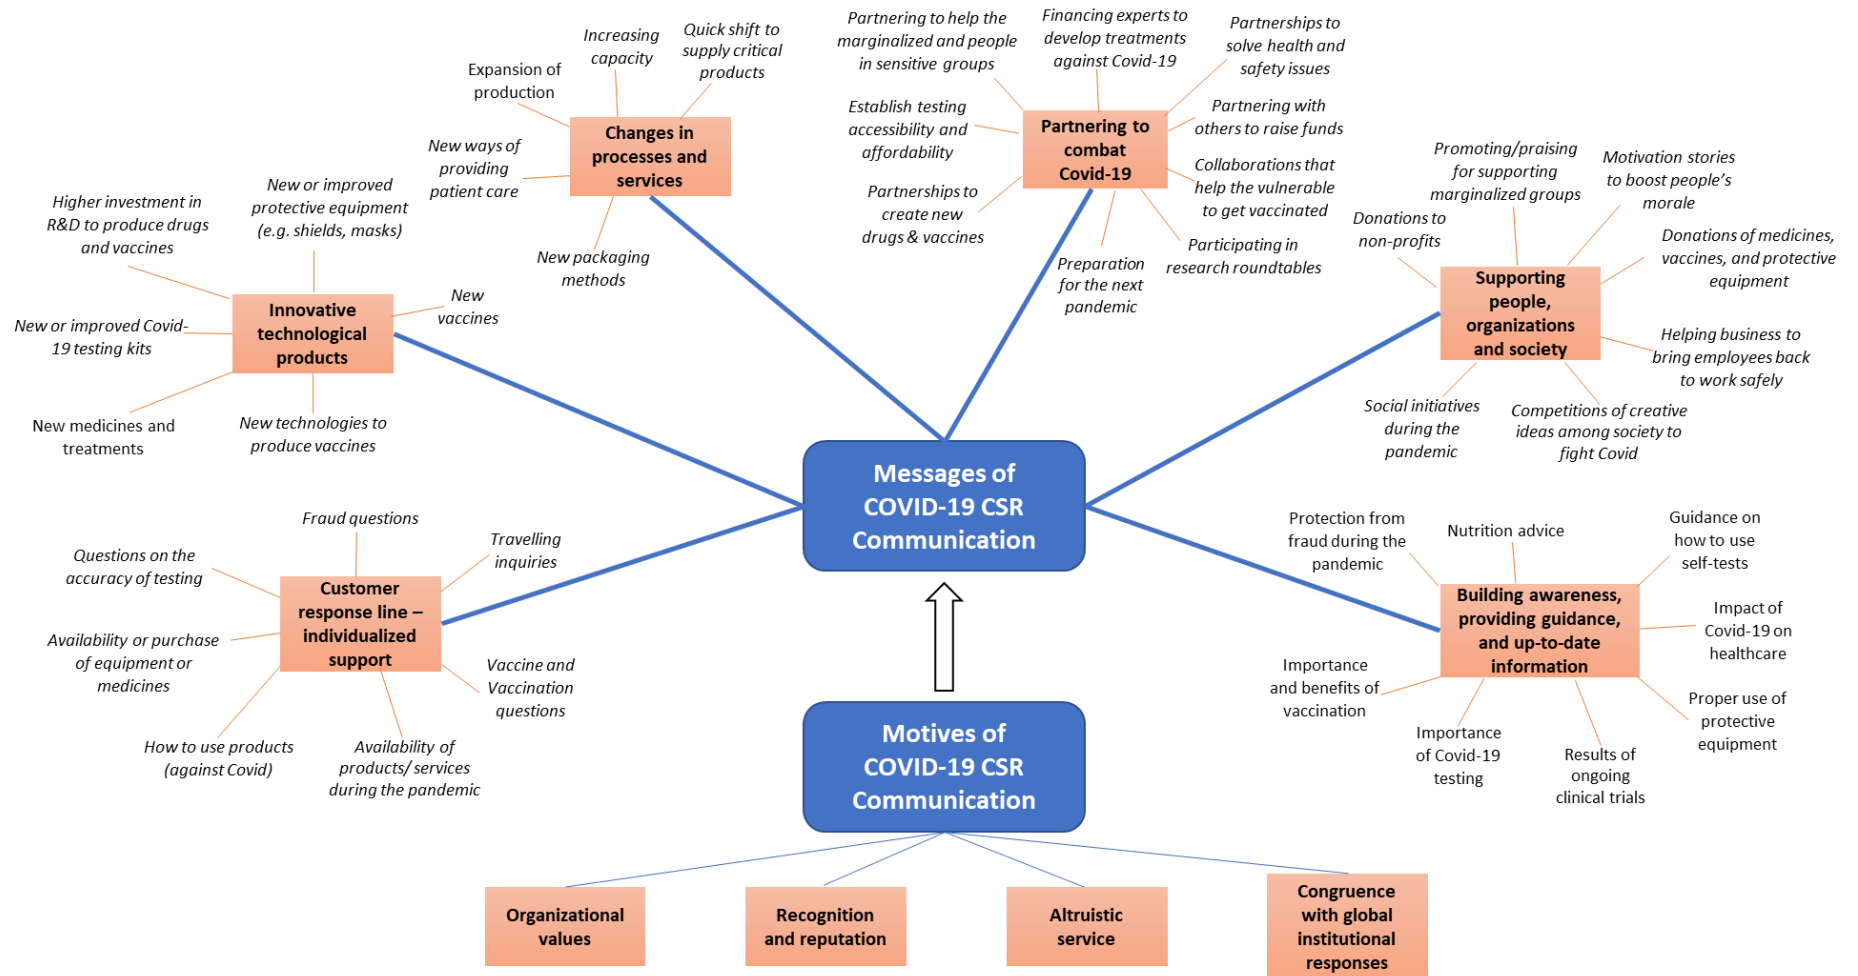 Partnering to help the
marginalized and people
in sensitive groups
Financing experts to
develop treatments
against Covid-19
Partnerships to
solve health and
safety issues
Increasing
capacity
Quick shift to
supply critical
products
Expansion of
production
Changes in
processes and
services
New ways of
providing
patient care
New packaging
methods
Establish testing
accessibility and
affordability
Partnering to
combat
Covid-19
Partnering with
others to raise funds
Collaborations that
help the vulnerable
to get vaccinated
Partnerships to
create new
drugs & vaccines
Preparation
for the next
pandemic
Participating in
research roundtables
Promoting/praising
for supporting
marginalized groups
Motivation stories
to boost people’s
morale
Donations to
non-profits
Donations of medicines,
vaccines, and protective
equipment
Supporting
people,
organizations
and society
Helping business to
bring employees back
to work safely
Social initiatives
during the
pandemic
Competitions of creative
ideas among society to
fight Covid
Higher investment in
R&D to produce drugs
and vaccines
New or improved
protective equipment
(e.g. shields, masks)
Innovative
technological
products
New
vaccines
New or improved Covid-
19 testing kits
New medicines and
treatments
New technologies to
produce vaccines
Messages of
COVID-19 CSR
Communication
Fraud questions
Travelling
inquiries
Questions on the
accuracy of testing
Customer
response line –
individualized
support
Availability or purchase
of equipment or
medicines
Vaccine and
Vaccination
questions
How to use products
(against Covid)
Availability of
products/ services
during the pandemic
Protection from
fraud during the
pandemic
Nutrition advice
Guidance on
how to use
self-tests
Building awareness,
providing guidance,
and up-to-date
information
Impact of
Covid-19 on
healthcare
Importance
and benefits of
vaccination
Importance
of Covid-19
testing
Results of
ongoing
clinical trials
Proper use of
protective
equipment
Motives of
COVID-19 CSR
Communication
Organizational
values
Recognition
and reputation
Altruistic
service
Congruence
with global
institutional
responses